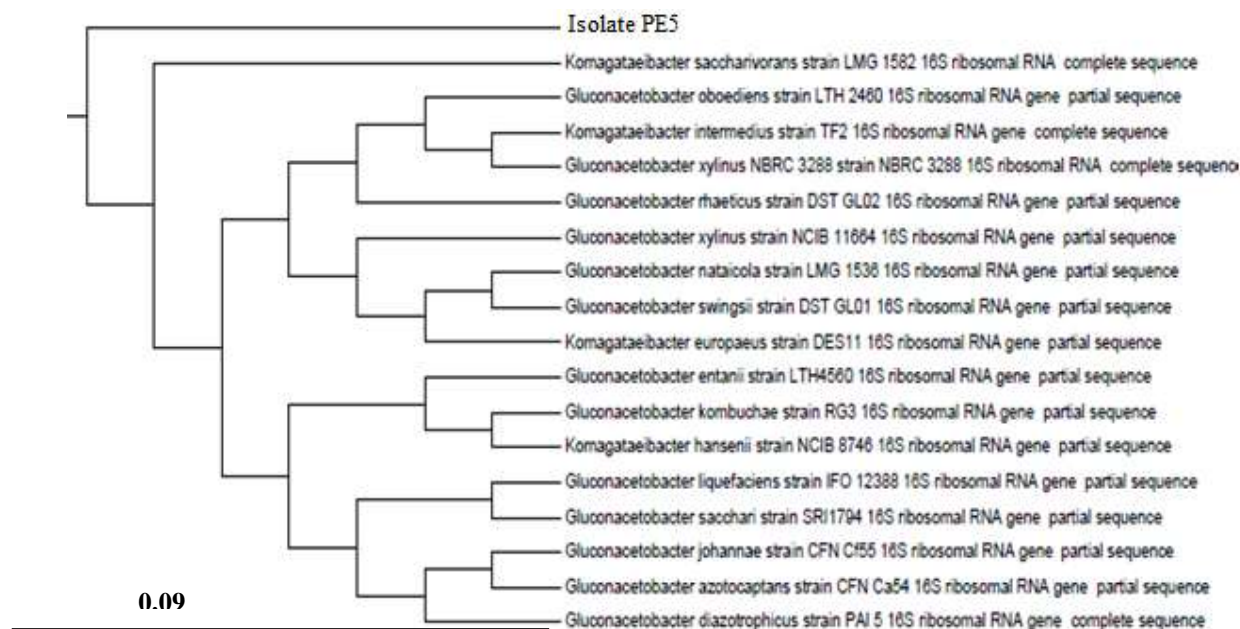 Isolate PE5
Komagataeibacter saccharivorans strain LMG 1582 16S ribosomal RNA complete sequence
Gluconacetobacter oboediens strain LTH 2460 16S ribosomal RNA gene partial sequence
Komagataeibacter intermedius strain TF2 16S ribosomal RNA gene complete sequence
Gluconacetobacter xylinus NBRC 3288 strain NBRC 3288 16S ribosomal RNA complete sequenc
Gluconacetobacter rhaeticus strain DST GL02 16S ribosomal RNA gene partial sequence
Gluconacetobacter xylinus strain NCIB 11664 16S ribosomal RNA gene partial sequence
Gluconacetobacter nataicola strain LMG 1536 16S ribosomal RNA gene partial sequence
Gluconacetobacter swingsii strain DST GL01 16S ribosomal RNA gene partial sequence
Komagataeibacter europaeus strain DES11 16S ribosomal RNA gene partial sequence
Gluconacetobacter entanii strain LTH4560 16S ribosomal RNA gene partial sequence
Gluconacetobacter kombuchae strain RG3 16S ribosomal RNA gene partial sequence
Komagataeibacter hansenii strain NCIB 8746 16S ribosomal RNA gene partial sequence
Gluconacetobacter liquefaciens strain IFO 12388 16S ribosomal RNA gene partial sequence
Gluconacetobacter sacchari strain SRI1794 16S ribosomal RNA gene partial sequence
Gluconacetobacter johannae strain CFN Cf55 16S ribosomal RNA gene partial sequence
Gluconacetobacter azotocaptans strain CFN Ca54 16S ribosomal RNA gene partial sequence
Gluconacetobacter diazotrophicus strain PAI 5 16S ribosomal RNA gene complete sequence
0.09